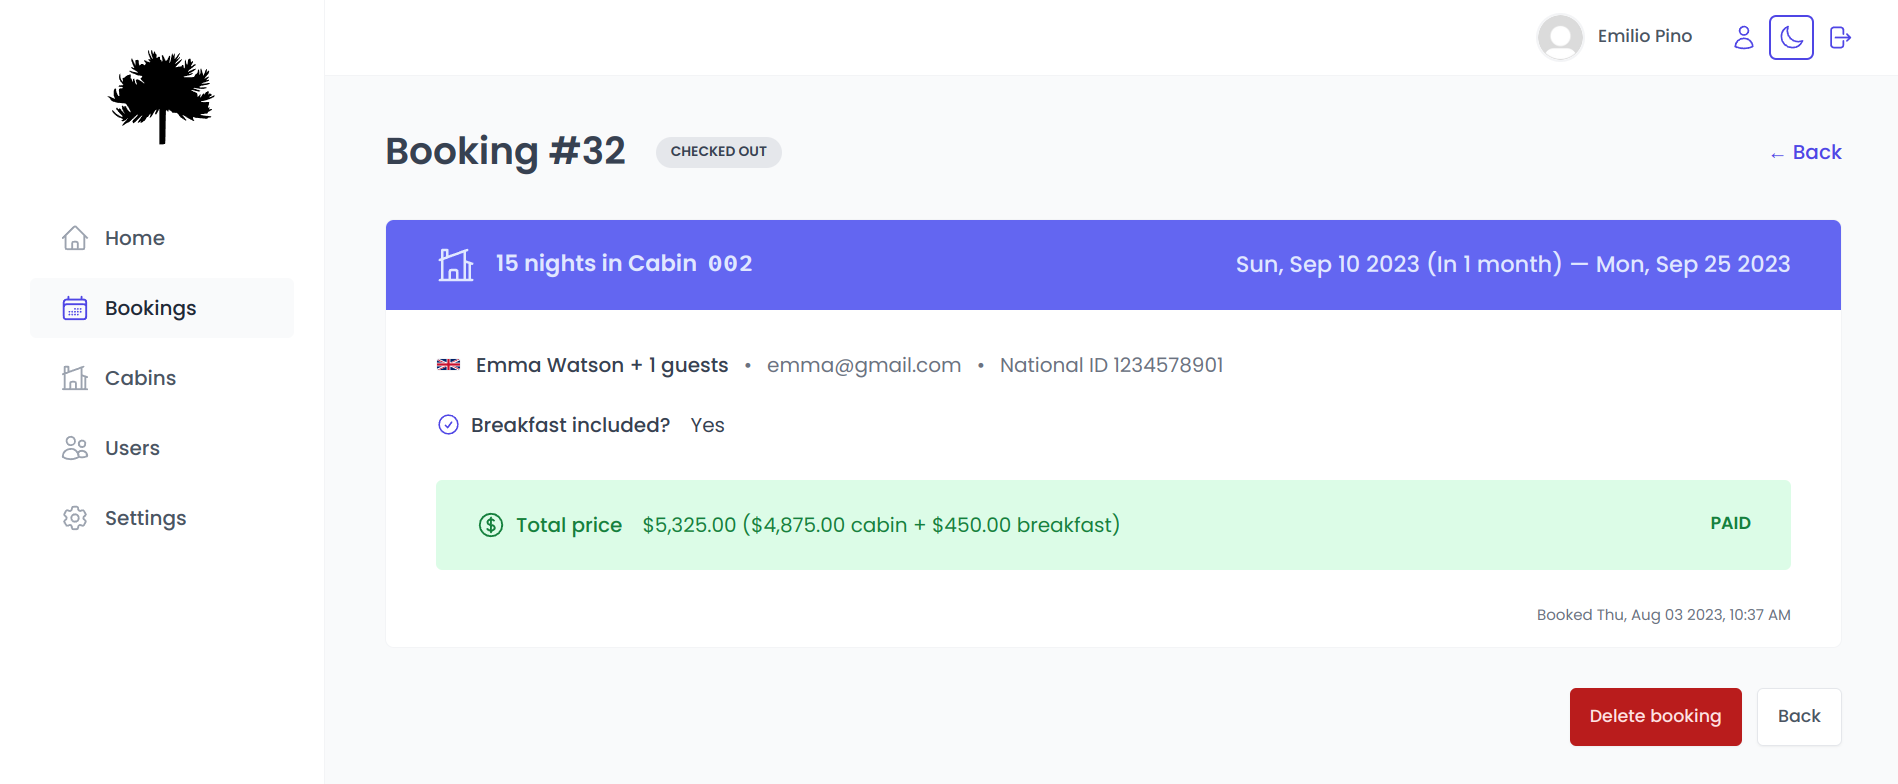 Emilio Pino
Home
Bookings
Cabins
Users
Settings
Booking #32 CHECKED OUT
← Back
15 nights in Cabin 002
Sun, Sep 10 2023 (In 1 month) — Mon, Sep 25 2023
Emma Watson + 1 guests • emma@gmail.com • National ID 1234578901
Breakfast included? Yes
Total price $5,325.00 ($4,875.00 cabin + $450.00 breakfast)
PAID
Booked Thu, Aug 03 2023, 10:37 AM
Delete booking
Back